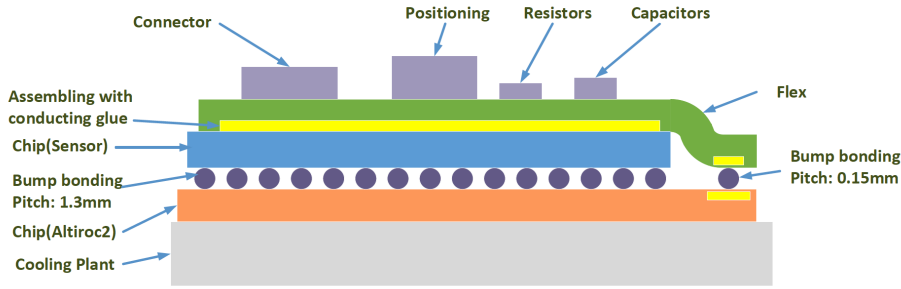 Connector
Positioning
Resistors
Capacitors
Assembling with
conducting glue
Flex
Chip(Sensor)
Bump bonding
Pitch: 1.3mm
Bump bonding
Pitch: 0.15mm
Chip(Altiroc2)
Cooling Plant